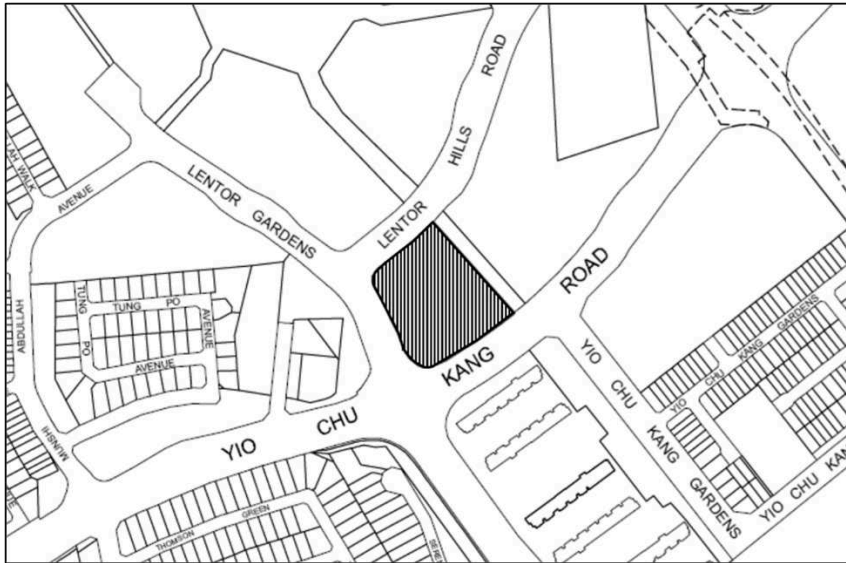 LENTOR HILLS ROAD
LENTOR GARDENS
AVENUE
ABDULLAH
TUNG PO
TUNG PO
AVENUE
AVENUE
MUNSHI
YIO CHU KANG ROAD
THOMSON GREEN
YIO CHU KANG GARDENS
YIO CHU KANG GARDENS
YIO CHU KAN